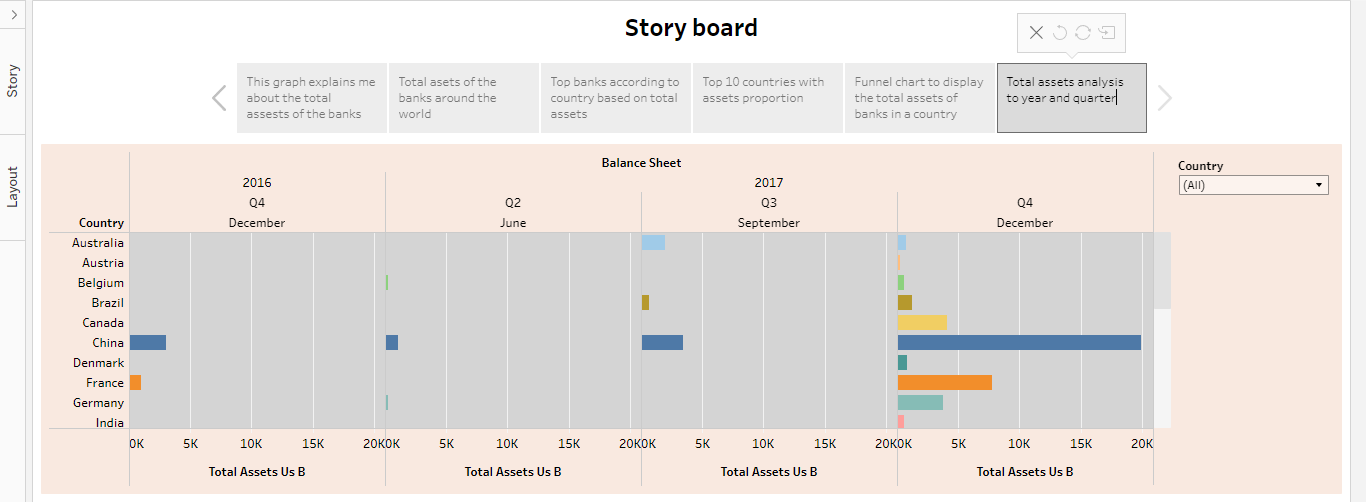 Story board
Story
Layout
This graph explains me
about the total
assests of the banks
Total asets of the
banks around the
world
Top banks according to
country based on total
assets
Top 10 countries with
assets proportion
Funnel chart to display
the total assets of
banks in a country
Total assets analysis
to year and quarter
Balance Sheet
2016
2017
Q4
Q2
Q3
Q4
Country
December
June
September
December
Country
(All)
Australia
Austria
Belgium
Brazil
Canada
China
Denmark
France
Germany
India
0K 5K 10K 15K 20K
0K 5K 10K 15K 20K
0K 5K 10K 15K 20K
0K 5K 10K 15K 20K
Total Assets Us B
Total Assets Us B
Total Assets Us B
Total Assets Us B